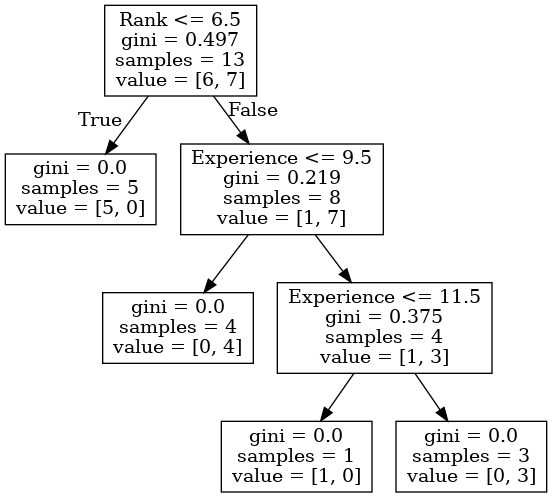 Rank <= 6.5
gini = 0.497
samples = 13
value = [6, 7]
True
False
gini = 0.0
samples = 5
value = [5, 0]
Experience <= 9.5
gini = 0.219
samples = 8
value = [1, 7]
gini = 0.0
samples = 4
value = [0, 4]
Experience <= 11.5
gini = 0.375
samples = 4
value = [1, 3]
gini = 0.0
samples = 1
value = [1, 0]
gini = 0.0
samples = 3
value = [0, 3]